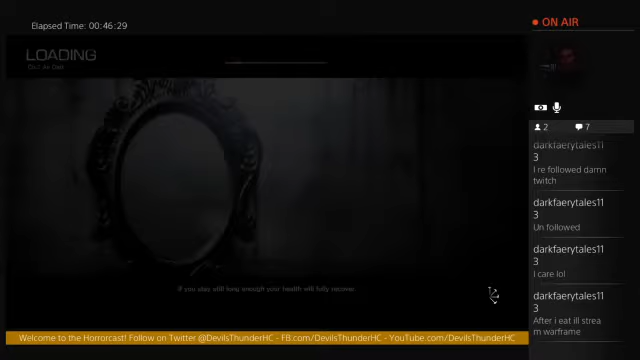 Elapsed Time: 00:46:29
ON AIR
LOADING
2
7
darkfaerytales11
3
I re followed damn
twitch
darkfaerytales11
3
Un followed
darkfaerytales11
3
I care lol
darkfaerytales11
3
After i eat ill strea
m warframe
If you stay still long enough your health will fully recover.
Welcome to the Horrorcast! Follow on Twitter @DevilsThunderHC - FB.com/DevilsThunderHC - YouTube.com/DevilsThunderHC